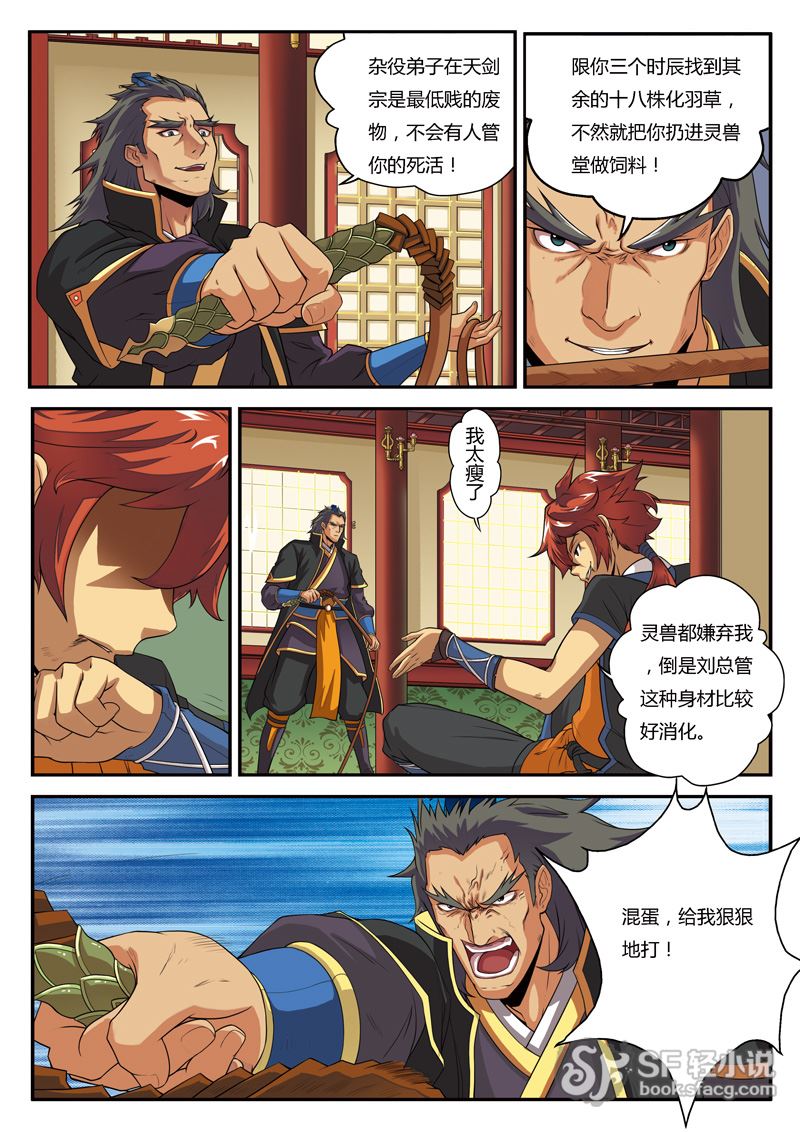 杂役弟子在天剑
宗是最低贱的废
物，不会有人管
你的死活！
限你三个时辰找到其
余的十八株化羽草，
不然就把你扔进灵兽
堂做饲料！
我太瘦了
灵兽都嫌弃我
，倒是刘总管
这种身材比较
好消化。
混蛋，给我狠狠
地打！
SF轻小说
book.sfacg.com